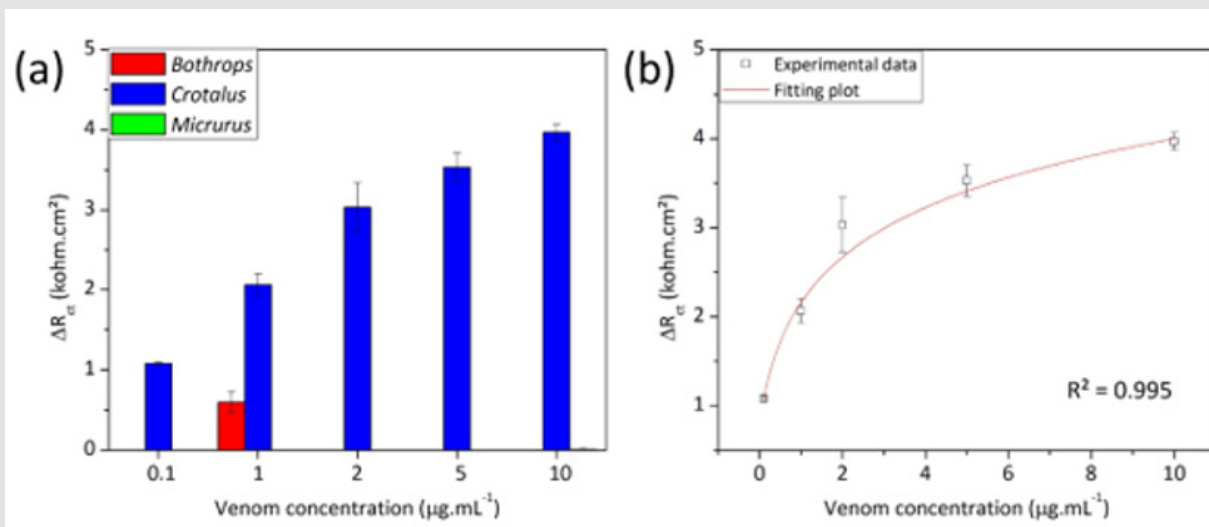 (a)
Bothrops
Crotalus
Micrurus
5
4
3
2
1
0
ΔRct (kohm.cm²)
0.1 1 2 5 10
Venom concentration (µg.mL⁻¹)
(b)
Experimental data
Fitting plot
5
4
3
2
1
ΔRct (kohm.cm²)
R² = 0.995
0 2 4 6 8 10
Venom concentration (µg.mL⁻¹)